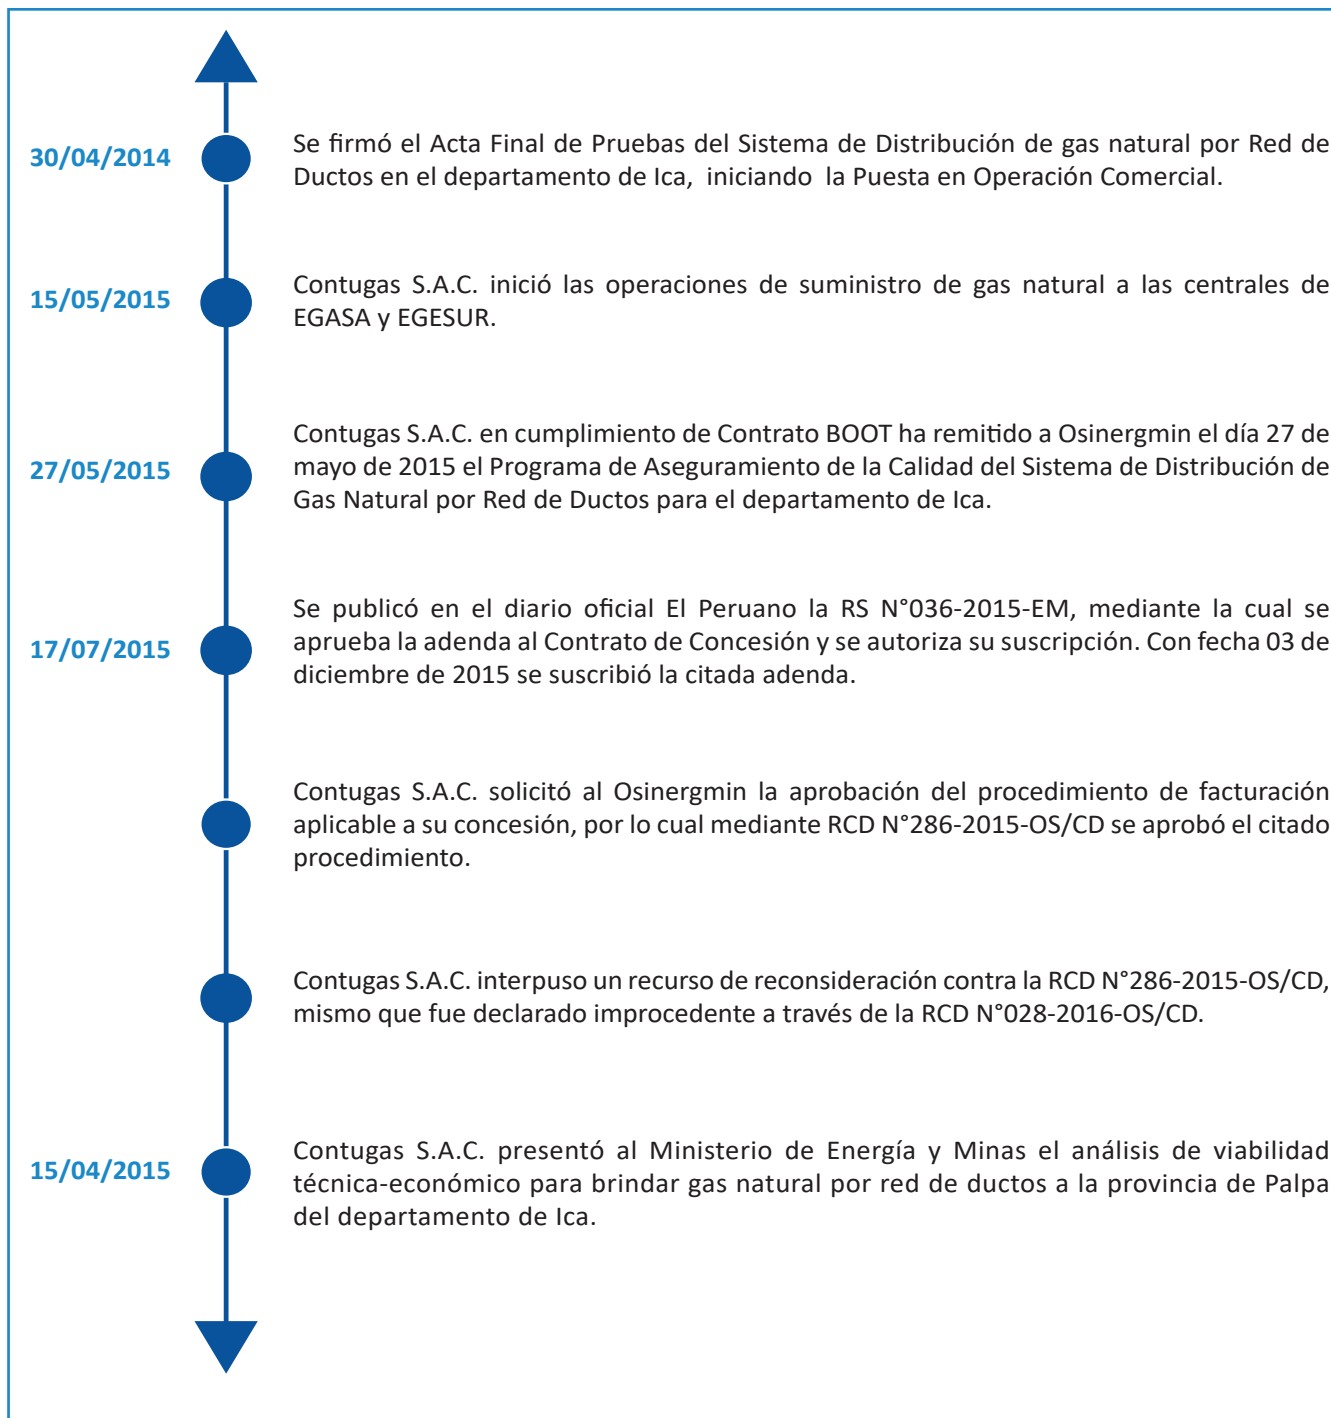 30/04/2014
Se firmó el Acta Final de Pruebas del Sistema de Distribución de gas natural por Red de
Ductos en el departamento de Ica, iniciando la Puesta en Operación Comercial.
15/05/2015
Contugas S.A.C. inició las operaciones de suministro de gas natural a las centrales de
EGASA y EGESUR.
27/05/2015
Contugas S.A.C. en cumplimiento de Contrato BOOT ha remitido a Osinergmin el día 27 de
mayo de 2015 el Programa de Aseguramiento de la Calidad del Sistema de Distribución de
Gas Natural por Red de Ductos para el departamento de Ica.
17/07/2015
Se publicó en el diario oficial El Peruano la RS N°036-2015-EM, mediante la cual se
aprueba la adenda al Contrato de Concesión y se autoriza su suscripción. Con fecha 03 de
diciembre de 2015 se suscribió la citada adenda.
Contugas S.A.C. solicitó al Osinergmin la aprobación del procedimiento de facturación
aplicable a su concesión, por lo cual mediante RCD N°286-2015-OS/CD se aprobó el citado
procedimiento.
Contugas S.A.C. interpuso un recurso de reconsideración contra la RCD N°286-2015-OS/CD,
mismo que fue declarado improcedente a través de la RCD N°028-2016-OS/CD.
15/04/2015
Contugas S.A.C. presentó al Ministerio de Energía y Minas el análisis de viabilidad
técnica-económico para brindar gas natural por red de ductos a la provincia de Palpa
del departamento de Ica.